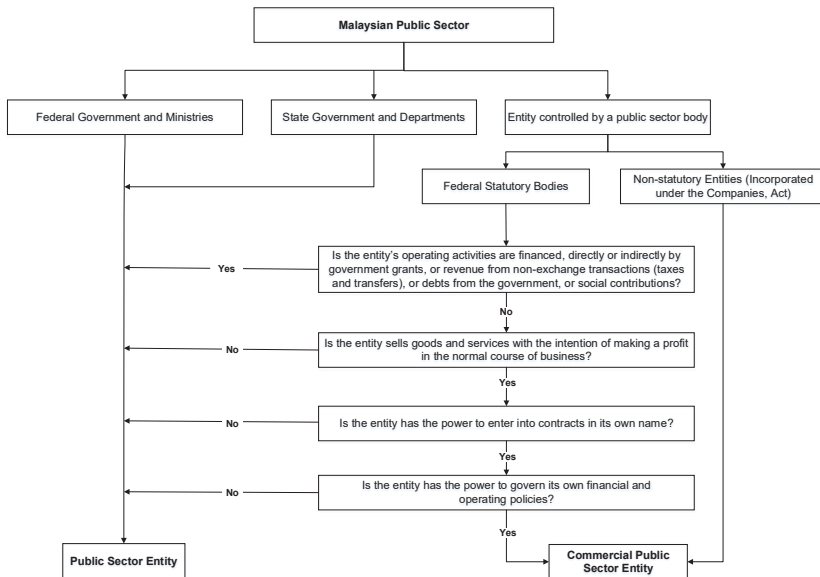 Malaysian Public Sector
Federal Government and Ministries
State Government and Departments
Entity controlled by a public sector body
Federal Statutory Bodies
Non-statutory Entities (Incorporated
under the Companies, Act)
Is the entity's operating activities are financed, directly or indirectly by
government grants, or revenue from non-exchange transactions (taxes
and transfers), or debts from the government, or social contributions?
Yes
No
Is the entity sells goods and services with the intention of making a profit
in the normal course of business?
No
Yes
Is the entity has the power to enter into contracts in its own name?
No
Yes
Is the entity has the power to govern its own financial and
operating policies?
No
Yes
Public Sector Entity
Commercial Public
Sector Entity